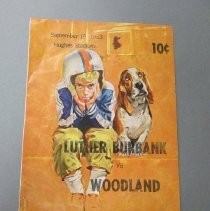 Hughes Stadium
10¢
LUTHER BURBANK
Vs
WOODLAND